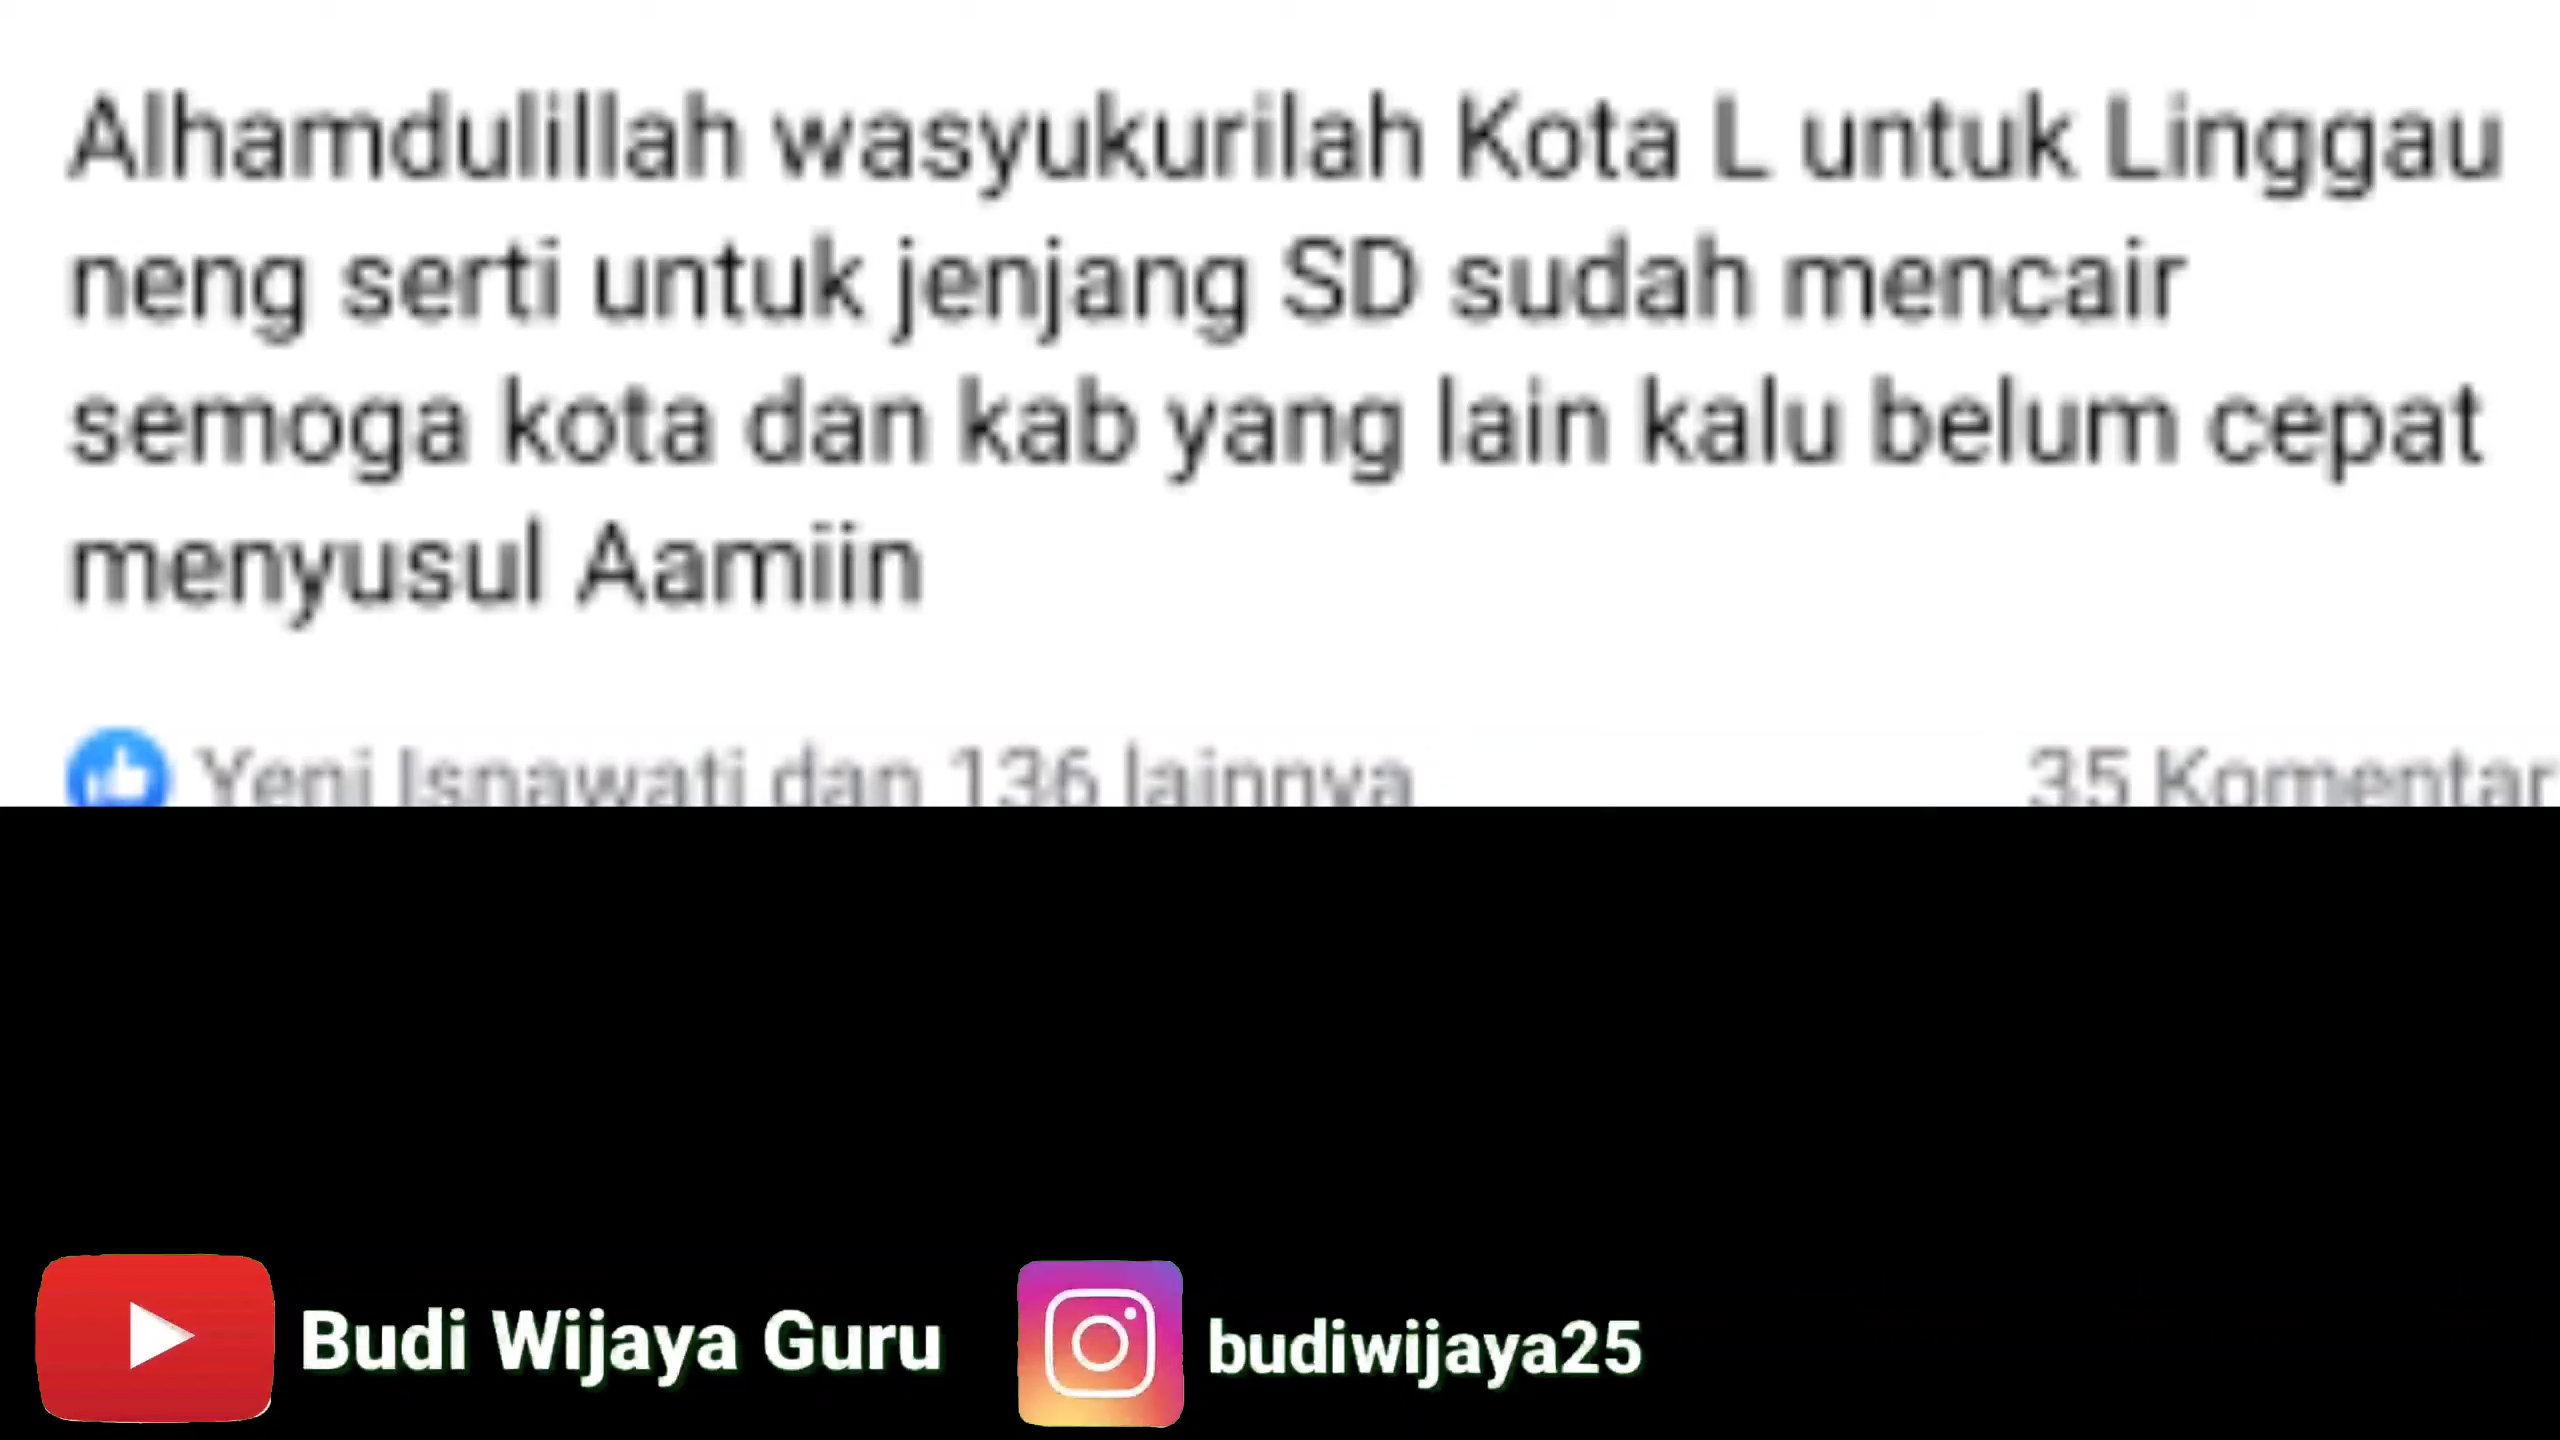 Alhamdulillah wasyukurilah Kota L untuk Linggau
neng serti untuk jenjang SD sudah mencair
semoga kota dan kab yang lain kalu belum cepat
menyusul Aamiin
Yeni Isnawati dan 136 lainnya 35 Komentar
Budi Wijaya Guru budiwijaya25